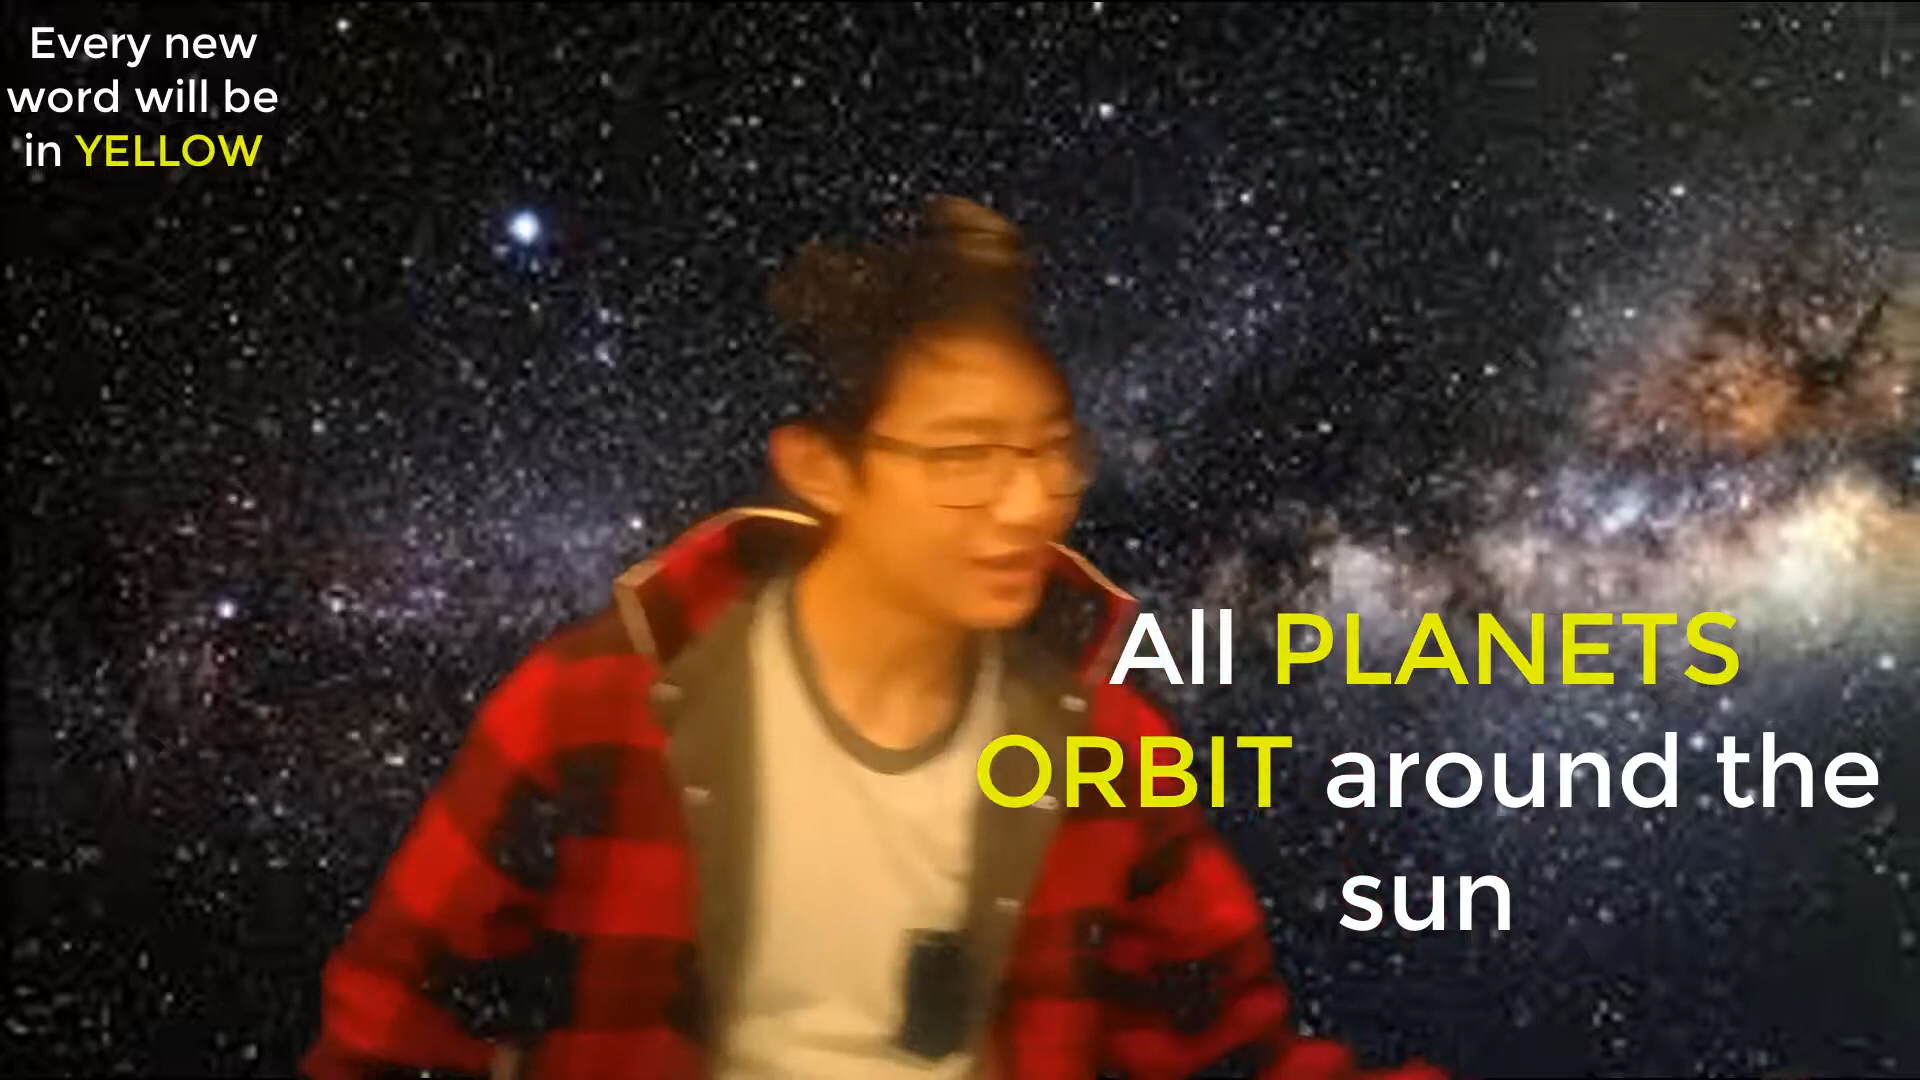 Every new
word will be
in YELLOW
All PLANETS
ORBIT around the
sun